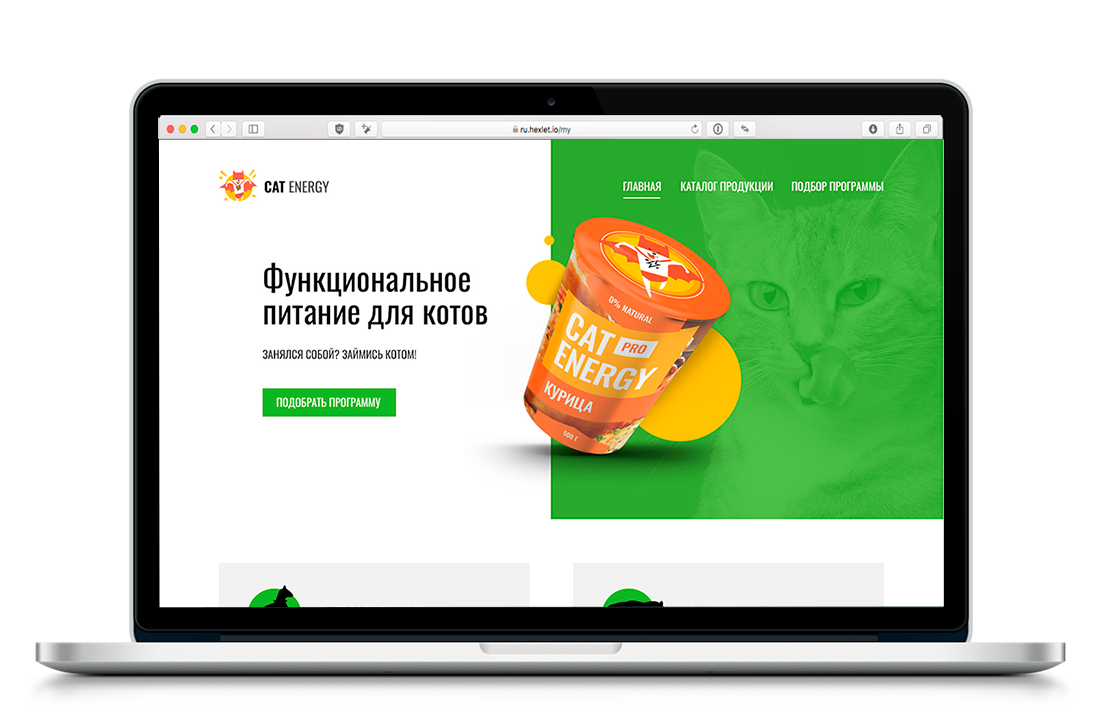 ru.hexlet.io/my
CAT ENERGY
ГЛАВНАЯ
КАТАЛОГ ПРОДУКЦИИ
ПОДБОР ПРОГРАММЫ
Функциональное
питание для котов
ЗАНЯЛСЯ СОБОЙ? ЗАЙМИСЬ КОТОМ!
ПОДОБРАТЬ ПРОГРАММУ
0% NATURAL
CAT PRO
ENERGY
КУРИЦА
500 Г